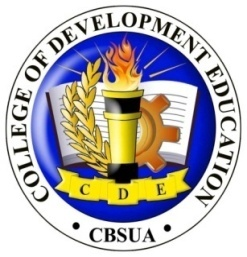 COLLEGE OF DEVELOPMENT EDUCATION
C D E
• CBSUA •